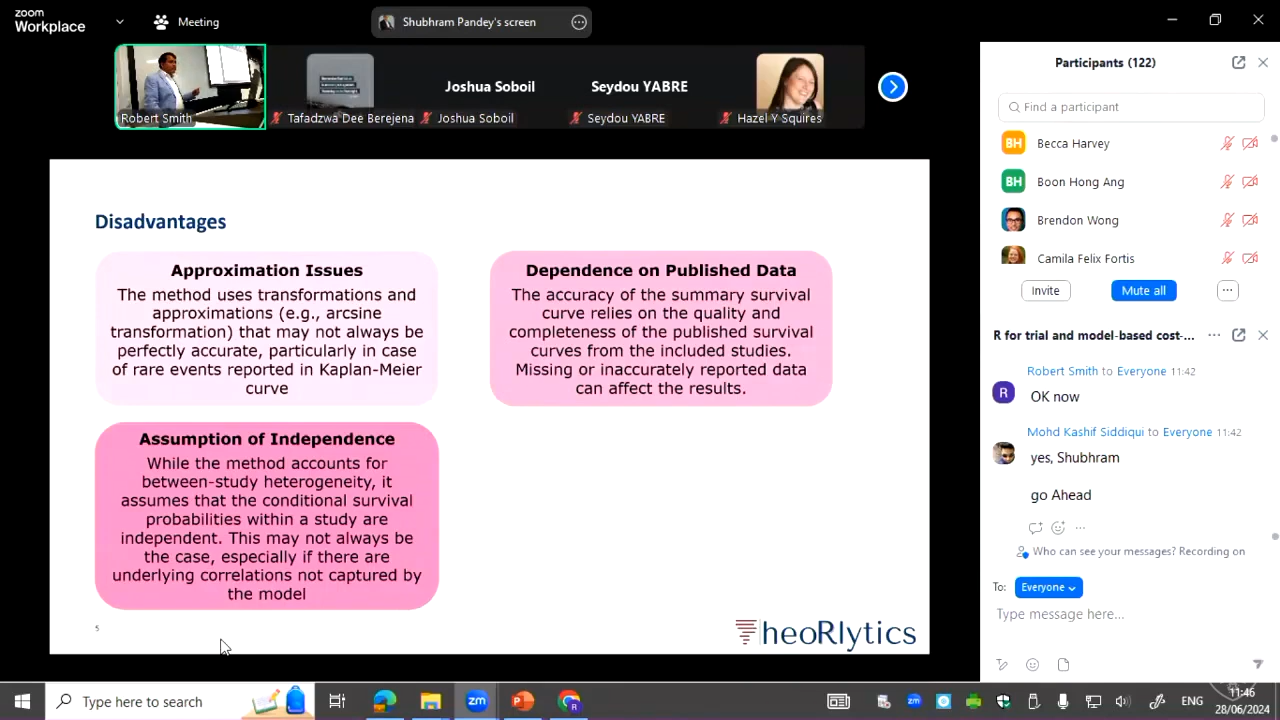 zoom
Workplace
Meeting
Shubhram Pandey's screen
Robert Smith
Tafadzwa Dee Berejena
Joshua Soboil
Joshua Soboil
Seydou YABRE
Seydou YABRE
Hazel Y Squires
Disadvantages
Approximation Issues
The method uses transformations and
approximations (e.g., arcsine
transformation) that may not always be
perfectly accurate, particularly in case
of rare events reported in Kaplan-Meier
curve
Dependence on Published Data
The accuracy of the summary survival
curve relies on the quality and
completeness of the published survival
curves from the included studies.
Missing or inaccurately reported data
can affect the results.
Assumption of Independence
While the method accounts for
between-study heterogeneity, it
assumes that the conditional survival
probabilities within a study are
independent. This may not always be
the case, especially if there are
underlying correlations not captured by
the model
5
heoRlytics
Participants (122)
Find a participant
BH Becca Harvey
BH Boon Hong Ang
Brendon Wong
Camila Felix Fortis
Invite
Mute all
R for trial and model-based cost-...
Robert Smith to Everyone 11:42
R
OK now
Mohd Kashif Siddiqui to Everyone 11:42
yes, Shubhram
go Ahead
Who can see your messages? Recording on
To: Everyone
Type message here...
Type here to search
zm
zm
ENG
11:46
28/06/2024